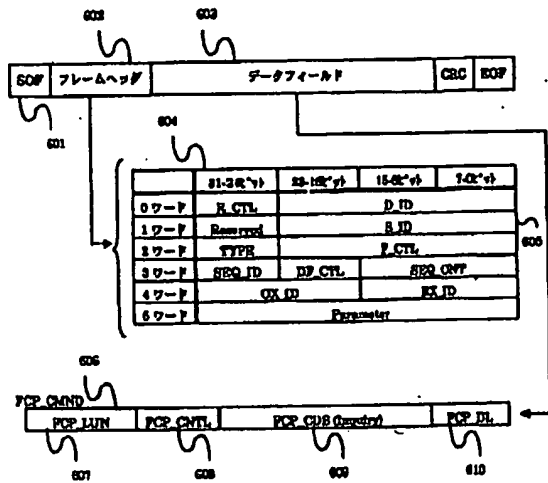 602
603
SOF フレームヘッダ データフィールド CRC EOF
601
604
31-24ビット 23-16ビット 15-8ビット 7-0ビット
0ワード R_CTL D_ID
1ワード Reserved S_ID
2ワード TYPE F_CTL
605
3ワード SEQ_ID DF_CTL SEQ_CNT
4ワード OX_ID RX_ID
5ワード Parameter
606
FCP_CMND
FCP_LUN FCP_CNTL FCP_CDB (Inquiry) FCP_DL
607 608 609 610